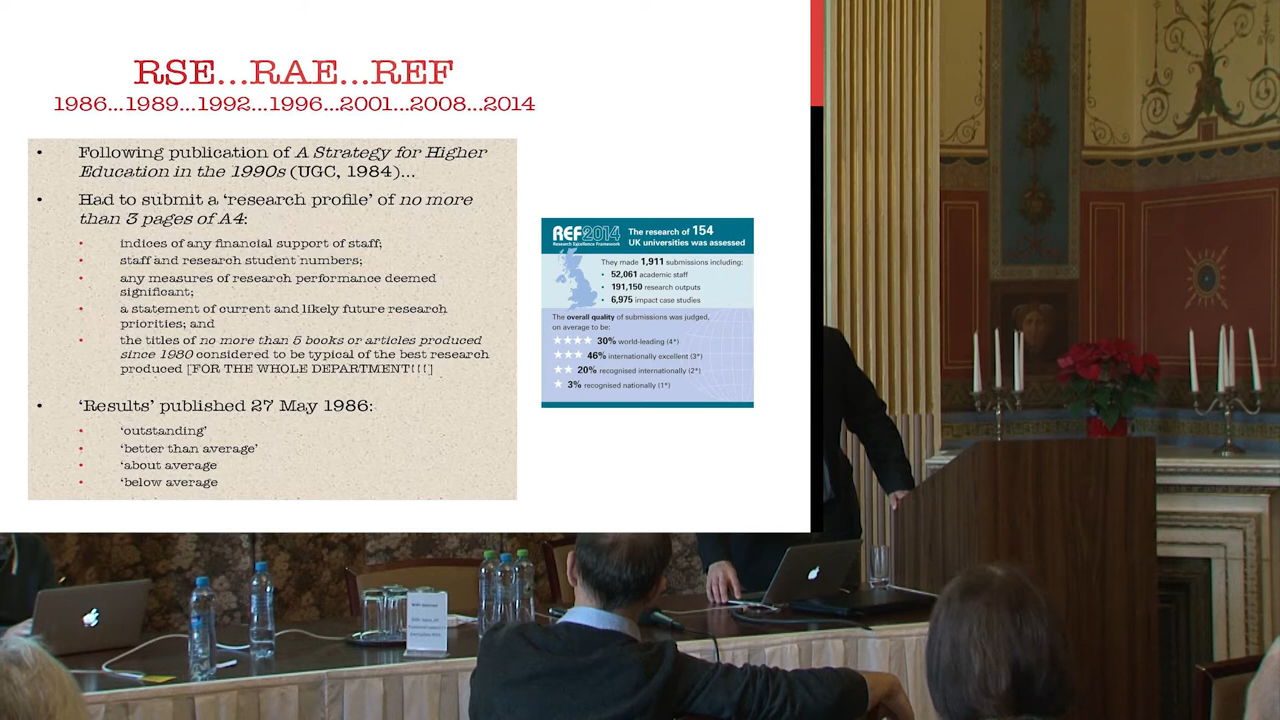 RSE...RAE...REF
1986...1989...1992...1996...2001...2008...2014
• Following publication of A Strategy for Higher
Education in the 1990s (UGC, 1984)...
• Had to submit a ‘research profile’ of no more
than 3 pages of A4:
• indices of any financial support of staff;
• staff and research student numbers;
• any measures of research performance deemed
significant;
• a statement of current and likely future research
priorities; and
• the titles of no more than 5 books or articles produced
since 1980 considered to be typical of the best research
produced [FOR THE WHOLE DEPARTMENT!!!]
• ‘Results’ published 27 May 1986:
• ‘outstanding’
• ‘better than average’
• ‘about average
• ‘below average
REF2014
Research Excellence Framework
The research of 154
UK universities was assessed
They made 1,911 submissions including:
• 52,061 academic staff
• 191,150 research outputs
• 6,975 impact case studies
The overall quality of submissions was judged,
on average to be:
★★★★ 30% world-leading (4*)
★★★ 46% internationally excellent (3*)
★★ 20% recognised internationally (2*)
★ 3% recognised nationally (1*)